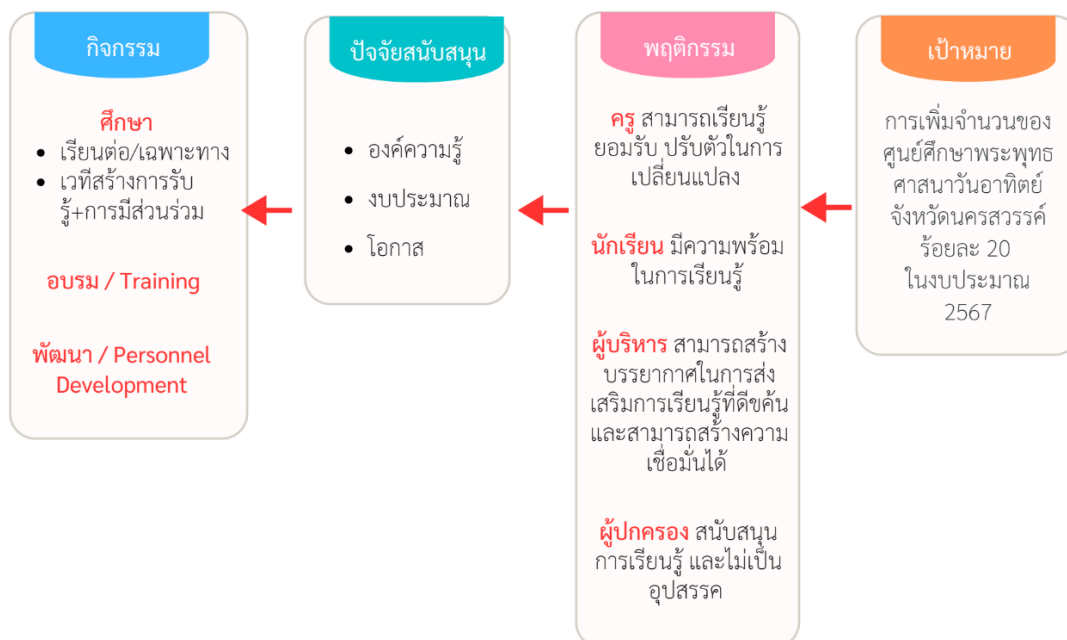 กิจกรรม
ศึกษา
• เรียนต่อ/เฉพาะทาง
• เวทีสร้างการรับ
รู้+การมีส่วนร่วม
อบรม / Training
พัฒนา / Personnel
Development
ปัจจัยสนับสนุน
• องค์ความรู้
• งบประมาณ
• โอกาส
พฤติกรรม
ครู สามารถเรียนรู้
ยอมรับ ปรับตัวในการ
เปลี่ยนแปลง
นักเรียน มีความพร้อม
ในการเรียนรู้
ผู้บริหาร สามารถสร้าง
บรรยากาศในการส่ง
เสริมการเรียนรู้ที่ดีขค้น
และสามารถสร้างความ
เชื่อมั่นได้
ผู้ปกครอง สนับสนุน
การเรียนรู้ และไม่เป็น
อุปสรรค
เป้าหมาย
การเพิ่มจำนวนของ
ศูนย์ศึกษาพระพุทธ
ศาสนาวันอาทิตย์
จังหวัดนครสวรรค์
ร้อยละ 20
ในงบประมาณ
2567